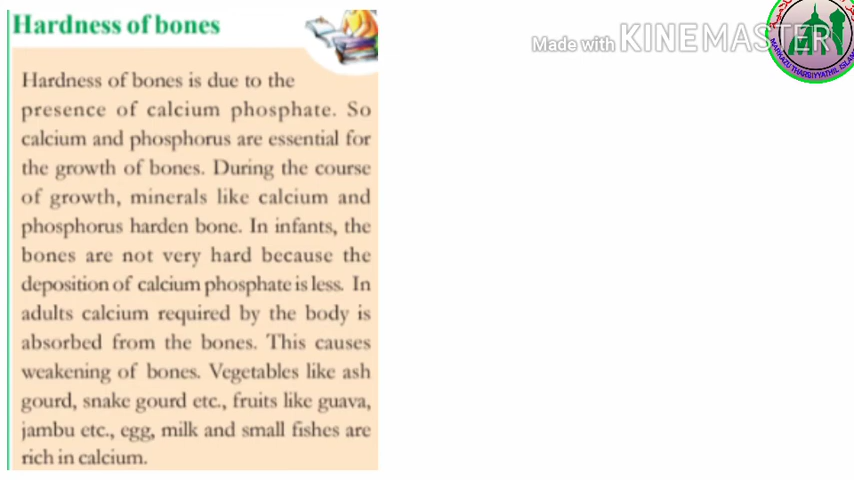 Hardness of bones
Made with KINEMASTER
Hardness of bones is due to the
presence of calcium phosphate. So
calcium and phosphorus are essential for
the growth of bones. During the course
of growth, minerals like calcium and
phosphorus harden bone. In infants, the
bones are not very hard because the
deposition of calcium phosphate is less. In
adults calcium required by the body is
absorbed from the bones. This causes
weakening of bones. Vegetables like ash
gourd, snake gourd etc., fruits like guava,
jambu etc., egg, milk and small fishes are
rich in calcium.